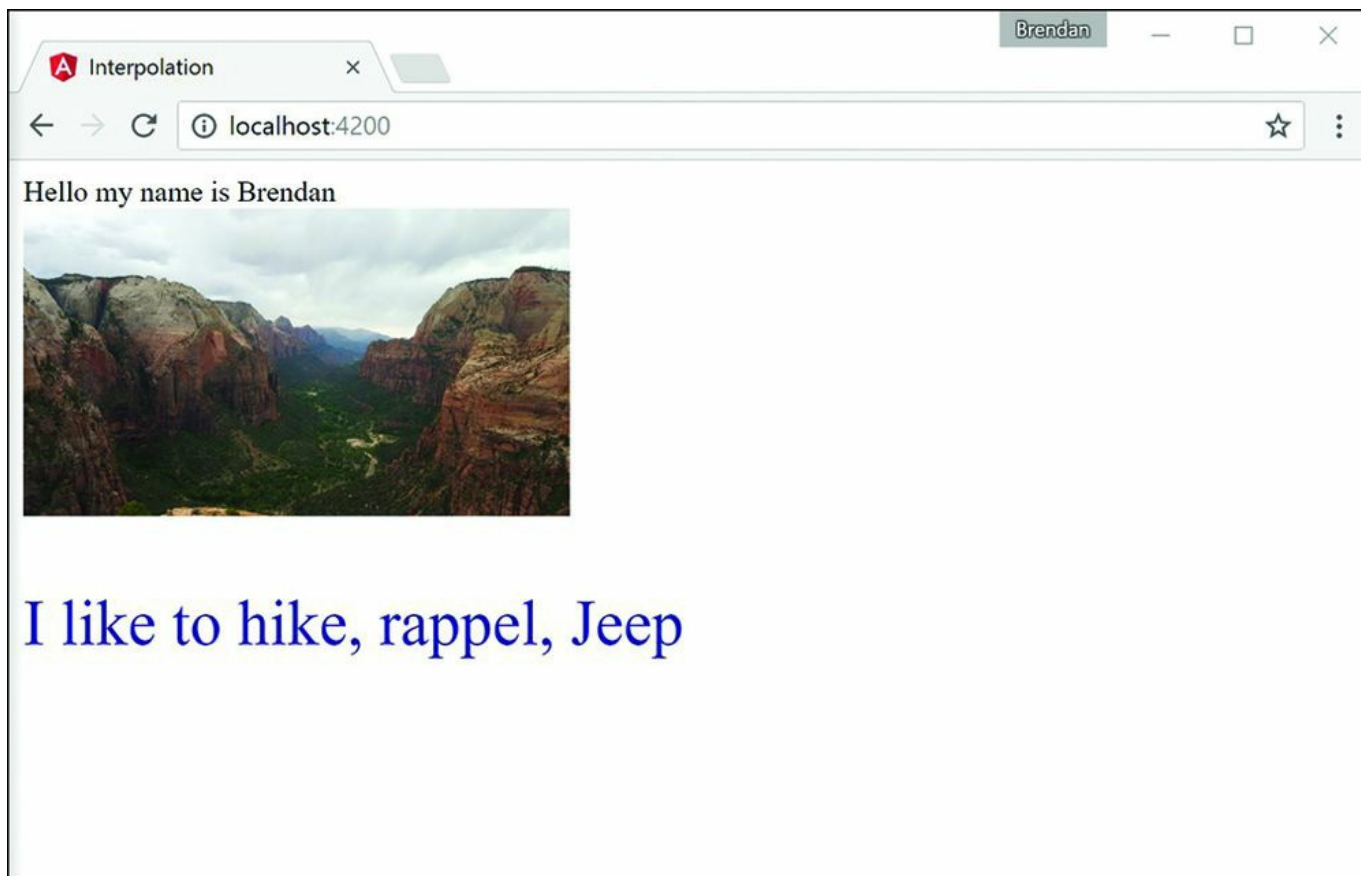 Brendan
Interpolation
localhost:4200
Hello my name is Brendan
I like to hike, rappel, Jeep